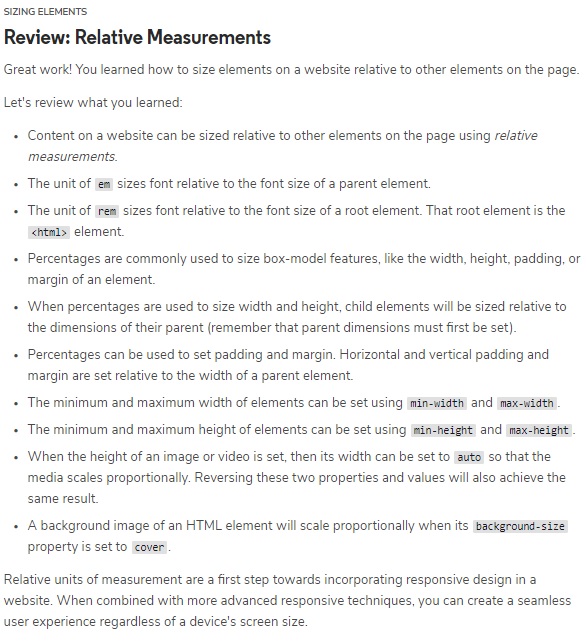 SIZING ELEMENTS
Review: Relative Measurements
Great work! You learned how to size elements on a website relative to other elements on the page.
Let's review what you learned:
• Content on a website can be sized relative to other elements on the page using relative
measurements.
• The unit of em sizes font relative to the font size of a parent element.
• The unit of rem sizes font relative to the font size of a root element. That root element is the
<html> element.
• Percentages are commonly used to size box-model features, like the width, height, padding, or
margin of an element.
• When percentages are used to size width and height, child elements will be sized relative to
the dimensions of their parent (remember that parent dimensions must first be set).
• Percentages can be used to set padding and margin. Horizontal and vertical padding and
margin are set relative to the width of a parent element.
• The minimum and maximum width of elements can be set using min-width and max-width.
• The minimum and maximum height of elements can be set using min-height and max-height.
• When the height of an image or video is set, then its width can be set to auto so that the
media scales proportionally. Reversing these two properties and values will also achieve the
same result.
• A background image of an HTML element will scale proportionally when its background-size
property is set to cover.
Relative units of measurement are a first step towards incorporating responsive design in a
website. When combined with more advanced responsive techniques, you can create a seamless
user experience regardless of a device's screen size.